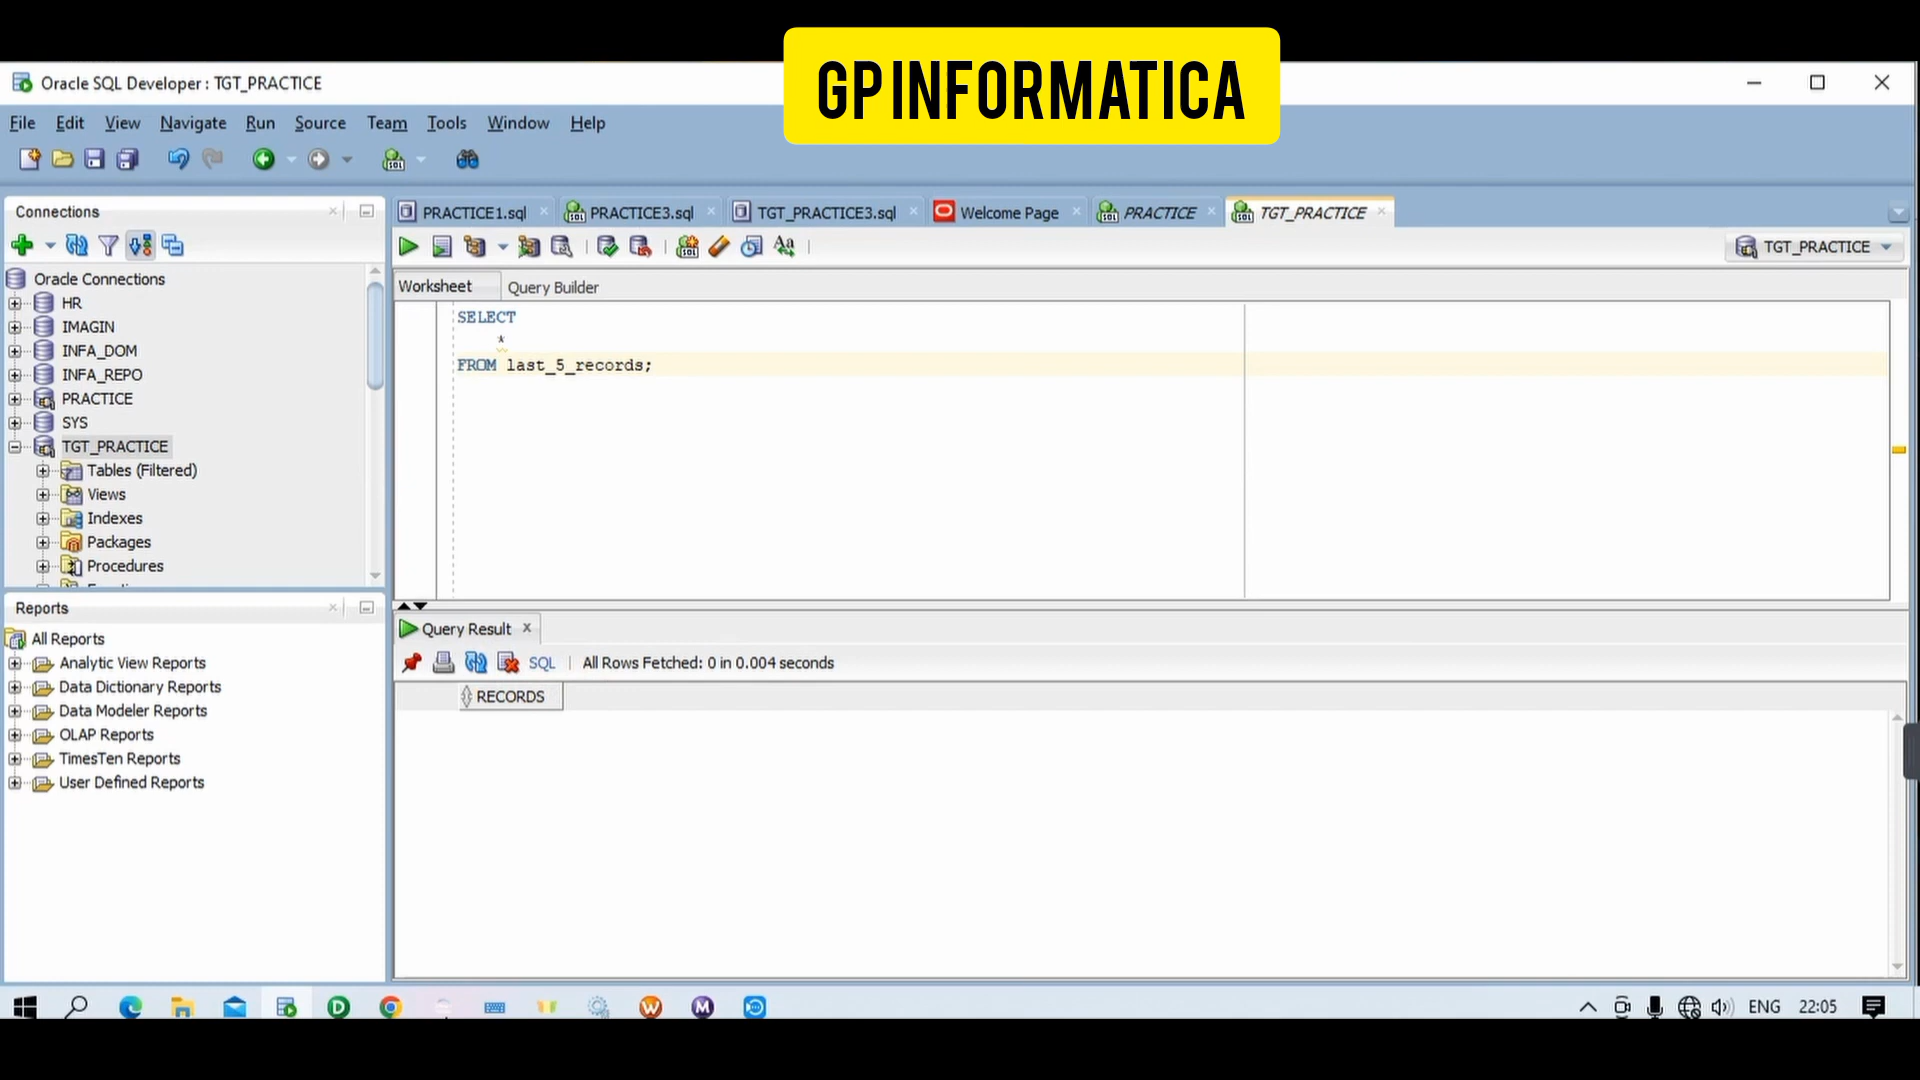 GP INFORMATICA
Oracle SQL Developer : TGT_PRACTICE
File Edit View Navigate Run Source Team Tools Window Help
Connections
Oracle Connections
HR
IMAGIN
INFA_DOM
INFA_REPO
PRACTICE
SYS
TGT_PRACTICE
Tables (Filtered)
Views
Indexes
Packages
Procedures
Reports
All Reports
Analytic View Reports
Data Dictionary Reports
Data Modeler Reports
OLAP Reports
TimesTen Reports
User Defined Reports
PRACTICE1.sql PRACTICE3.sql TGT_PRACTICE3.sql Welcome Page PRACTICE TGT_PRACTICE
TGT_PRACTICE
Worksheet Query Builder
SELECT
*
FROM last_5_records;
Query Result
SQL | All Rows Fetched: 0 in 0.004 seconds
RECORDS
ENG 22:05